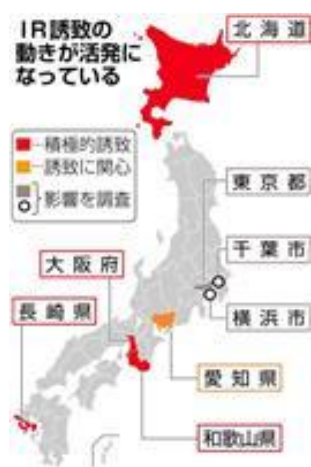 IR誘致の
動きが活発に
なっている
北海道
積極的誘致
誘致に関心
影響を調査
東京都
千葉市
大阪府
横浜市
長崎県
愛知県
和歌山県